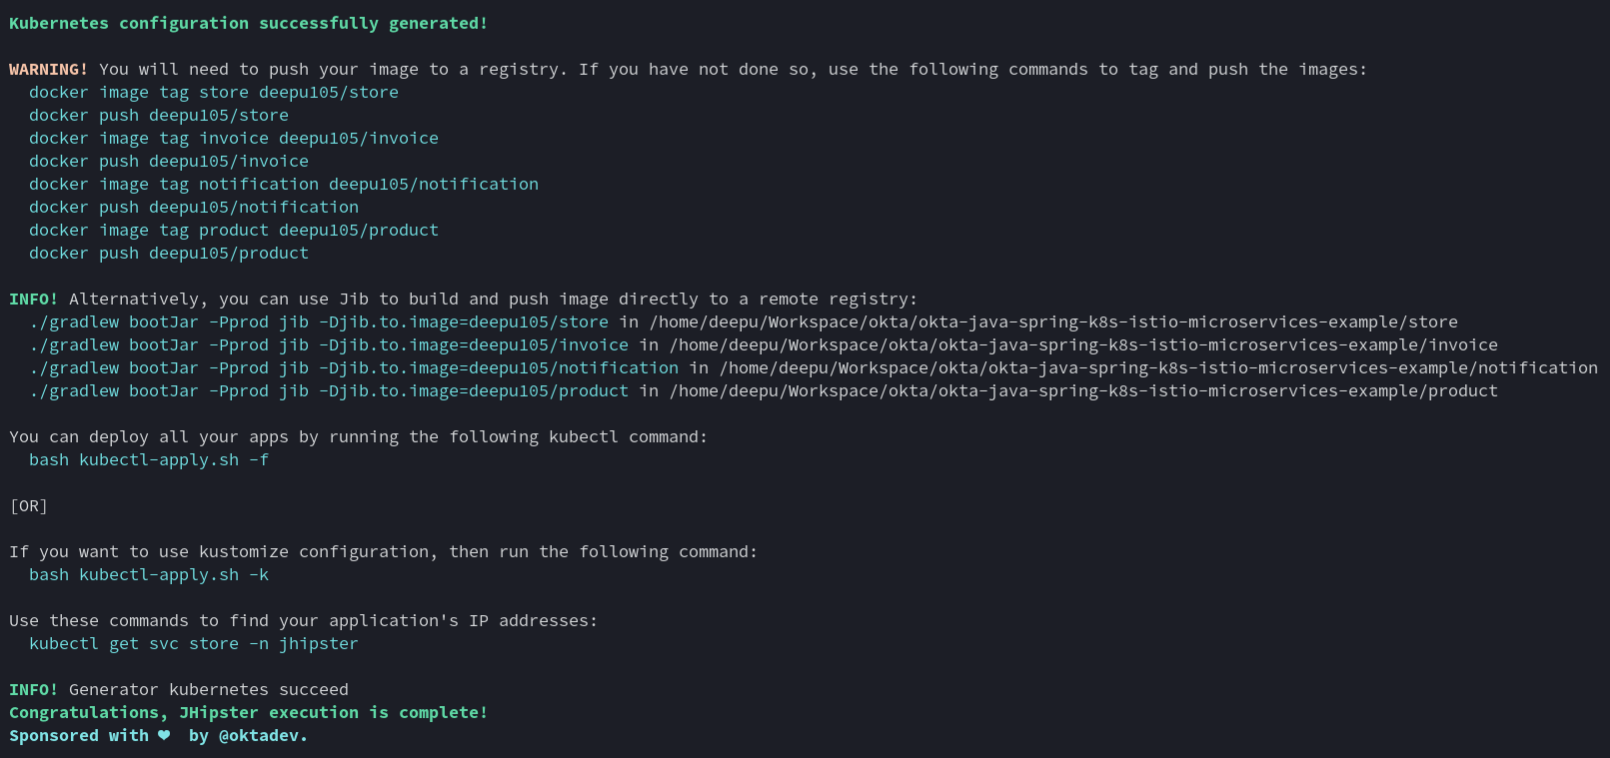 Kubernetes configuration successfully generated!
WARNING! You will need to push your image to a registry. If you have not done so, use the following commands to tag and push the images:
docker image tag store deepu105/store
docker push deepu105/store
docker image tag invoice deepu105/invoice
docker push deepu105/invoice
docker image tag notification deepu105/notification
docker push deepu105/notification
docker image tag product deepu105/product
docker push deepu105/product
INFO! Alternatively, you can use Jib to build and push image directly to a remote registry:
./gradlew bootJar -Pprod jib -Djib.to.image=deepu105/store in /home/deepu/Workspace/okta/okta-java-spring-k8s-istio-microservices-example/store
./gradlew bootJar -Pprod jib -Djib.to.image=deepu105/invoice in /home/deepu/Workspace/okta/okta-java-spring-k8s-istio-microservices-example/invoice
./gradlew bootJar -Pprod jib -Djib.to.image=deepu105/notification in /home/deepu/Workspace/okta/okta-java-spring-k8s-istio-microservices-example/notification
./gradlew bootJar -Pprod jib -Djib.to.image=deepu105/product in /home/deepu/Workspace/okta/okta-java-spring-k8s-istio-microservices-example/product
You can deploy all your apps by running the following kubectl command:
bash kubectl-apply.sh -f
[OR]
If you want to use kustomize configuration, then run the following command:
bash kubectl-apply.sh -k
Use these commands to find your application's IP addresses:
kubectl get svc store -n jhipster
INFO! Generator kubernetes succeed
Congratulations, JHipster execution is complete!
Sponsored with ❤ by @oktadev.